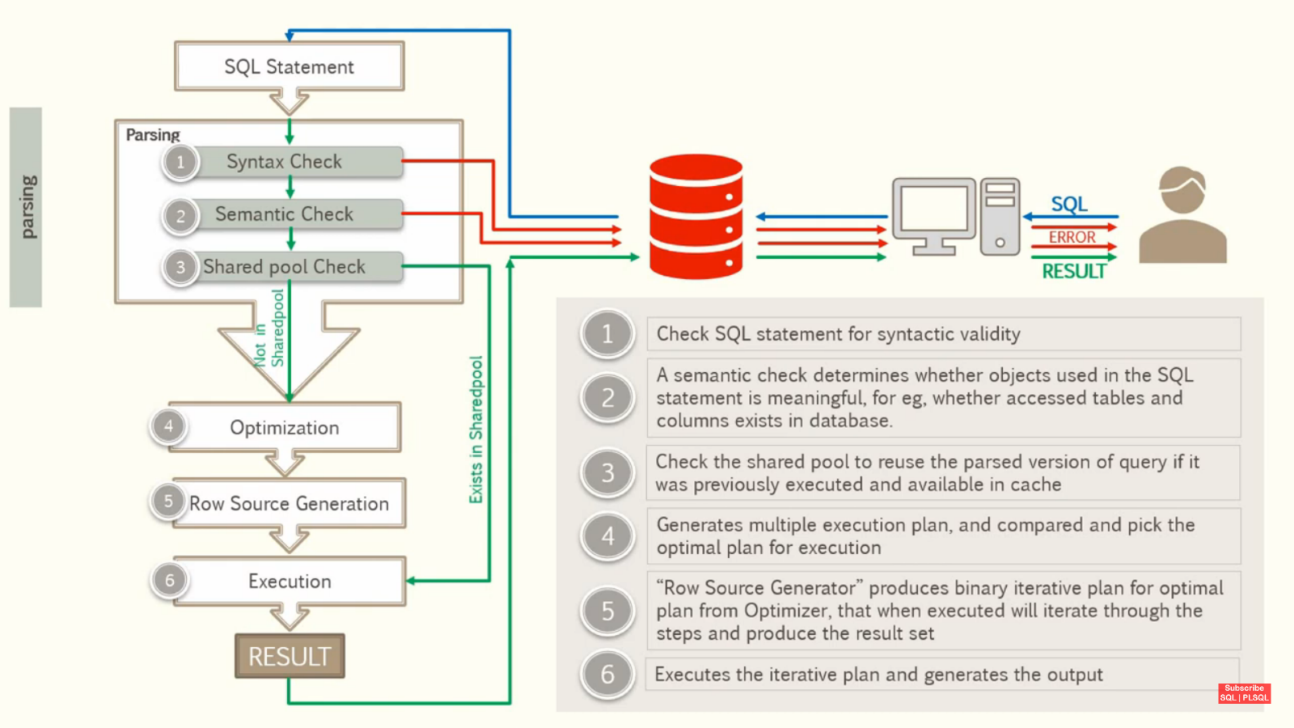 parsing
SQL Statement
Parsing
1 Syntax Check
2 Semantic Check
3 Shared pool Check
Not in
Sharedpool
Exists in Sharedpool
4 Optimization
5 Row Source Generation
6 Execution
RESULT
SQL
ERROR
RESULT
1 Check SQL statement for syntactic validity
2 A semantic check determines whether objects used in the SQL
statement is meaningful, for eg, whether accessed tables and
columns exists in database.
3 Check the shared pool to reuse the parsed version of query if it
was previously executed and available in cache
4 Generates multiple execution plan, and compared and pick the
optimal plan for execution
5 “Row Source Generator” produces binary iterative plan for optimal
plan from Optimizer, that when executed will iterate through the
steps and produce the result set
6 Executes the iterative plan and generates the output
Subscribe
SQL | PLSQL